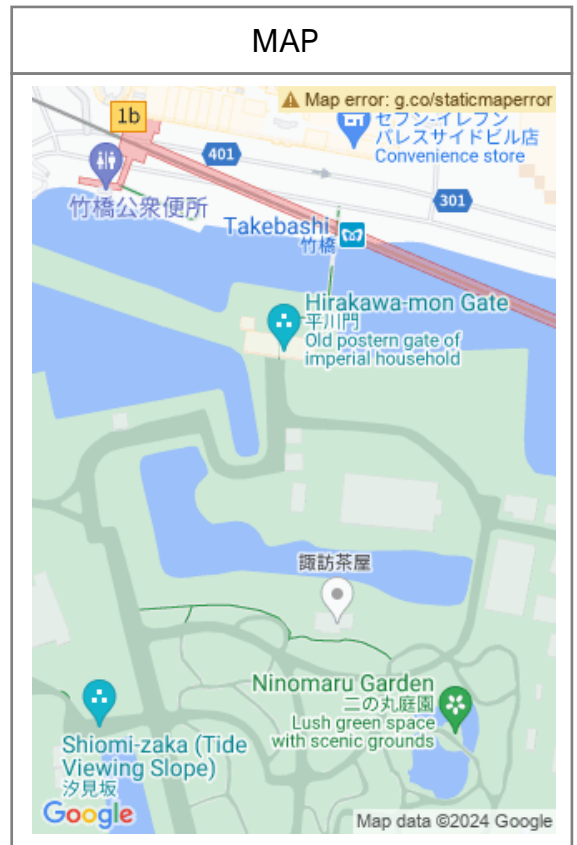 MAP
Map error: g.co/staticmaperror
1b
セブン-イレブン
パレスサイドビル店
Convenience store
401
301
竹橋公衆便所
Takebashi
竹橋
Hirakawa-mon Gate
平川門
Old postern gate of
imperial household
諏訪茶屋
Ninomaru Garden
二の丸庭園
Lush green space
with scenic grounds
Shiomi-zaka (Tide
Viewing Slope)
汐見坂
Google
Map data ©2024 Google